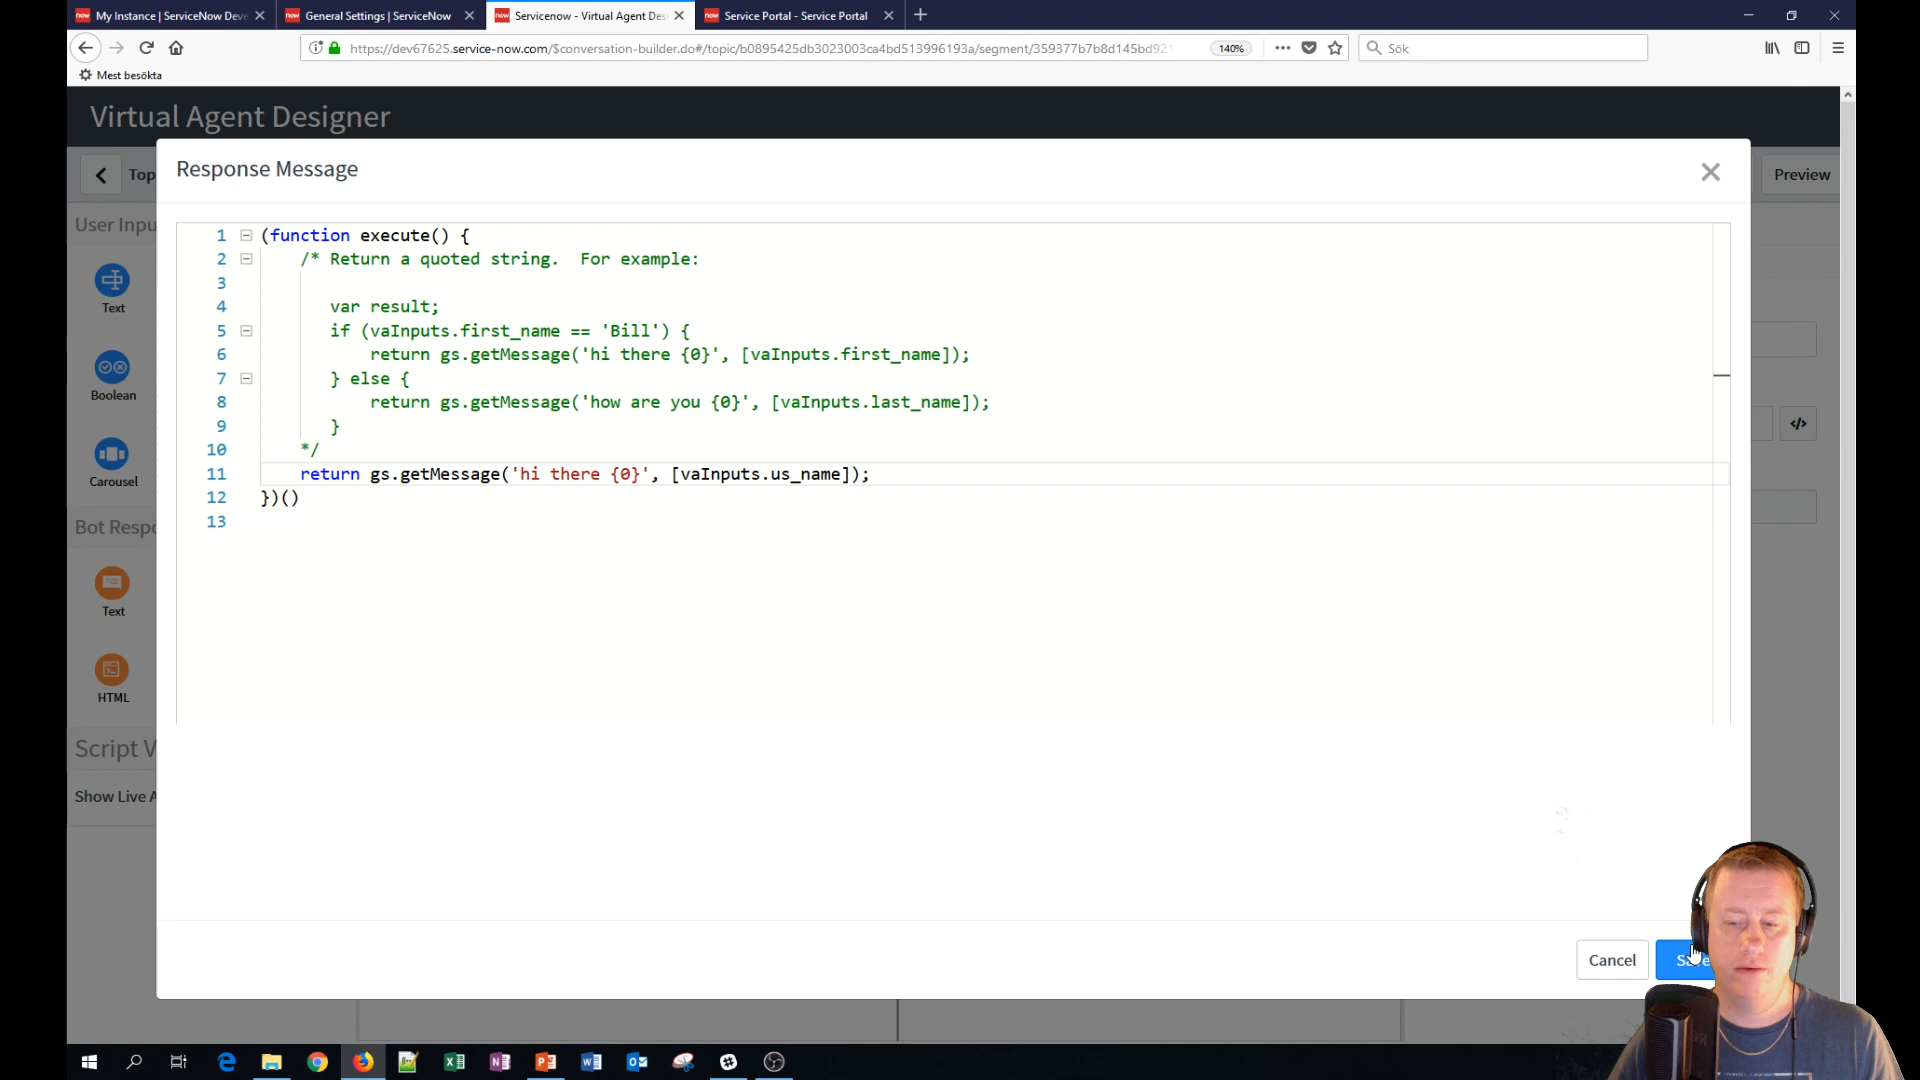 My Instance | ServiceNow Deve
General Settings | ServiceNow
Servicenow - Virtual Agent Des
Service Portal - Service Portal
https://dev67625.service-now.com/$conversation-builder.do#/topic/b0895425db3023003ca4bd513996193a/segment/359377b7b8d145bd921
140%
Sök
Mest besökta
Virtual Agent Designer
Response Message
Top
Preview
User Inpu
Text
Boolean
Carousel
Bot Respo
Text
HTML
Script V
Show Live A
1 (function execute() {
2 /* Return a quoted string.  For example:
3
4 var result;
5 if (vaInputs.first_name == 'Bill') {
6 return gs.getMessage('hi there {0}', [vaInputs.first_name]);
7 } else {
8 return gs.getMessage('how are you {0}', [vaInputs.last_name]);
9 }
10 */
11 return gs.getMessage('hi there {0}', [vaInputs.us_name]);
12 })()
13
Cancel
Save